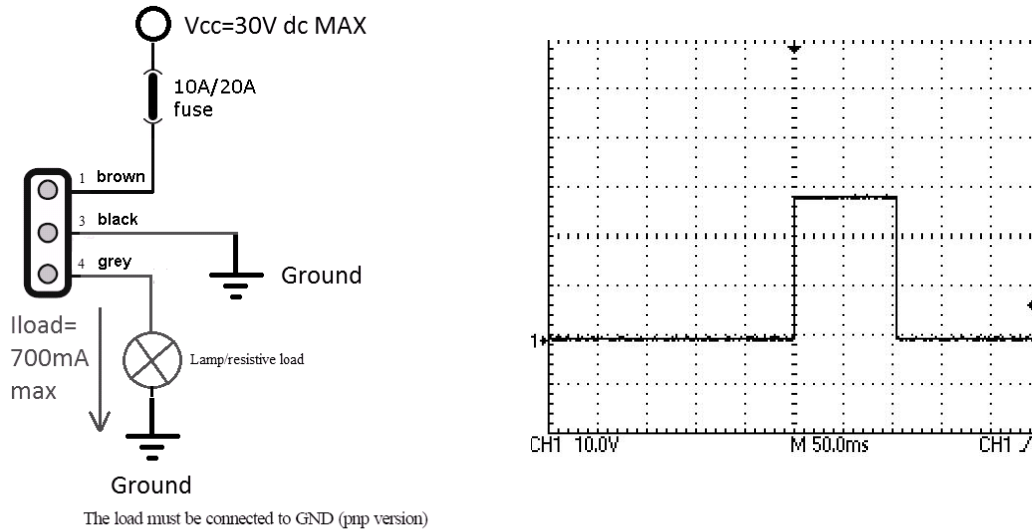 Vcc=30V dc MAX
10A/20A
fuse
1 brown
3 black
4 grey
Ground
Iload=
700mA
max
Lamp/resistive load
Ground
The load must be connected to GND (pnp version)
1
CH1 10.0V M 50.0ms CH1